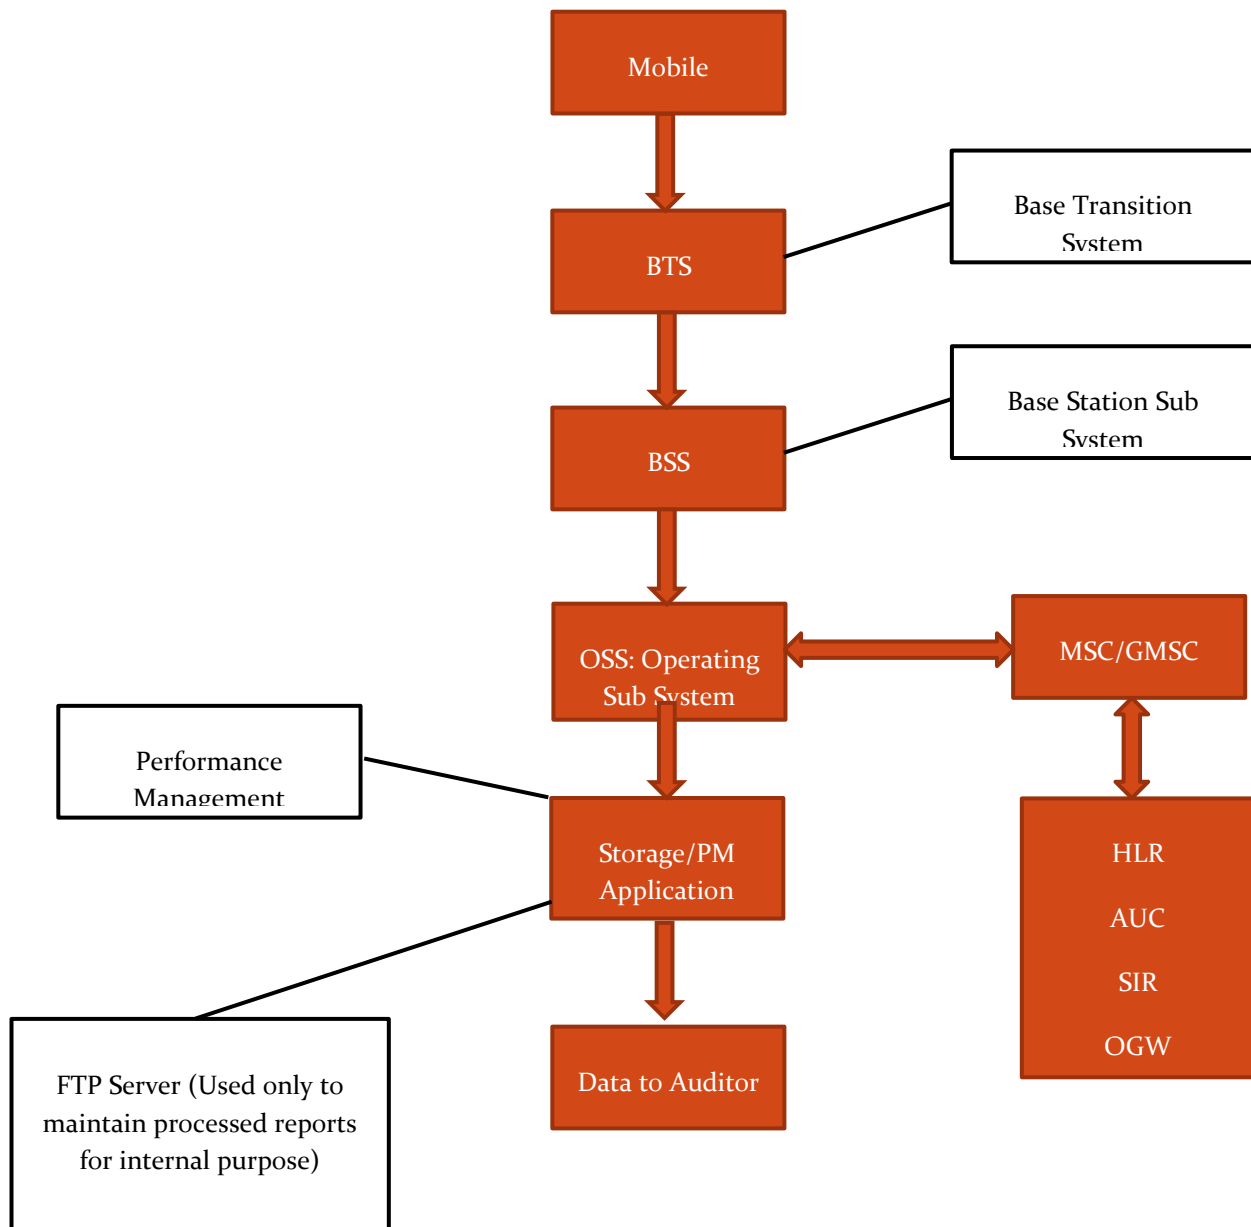 Mobile
BTS
Base Transition
System
BSS
Base Station Sub
System
OSS: Operating
Sub System
MSC/GMSC
Performance
Management
Storage/PM
Application
HLR
AUC
SIR
OGW
FTP Server (Used only to
maintain processed reports
for internal purpose)
Data to Auditor